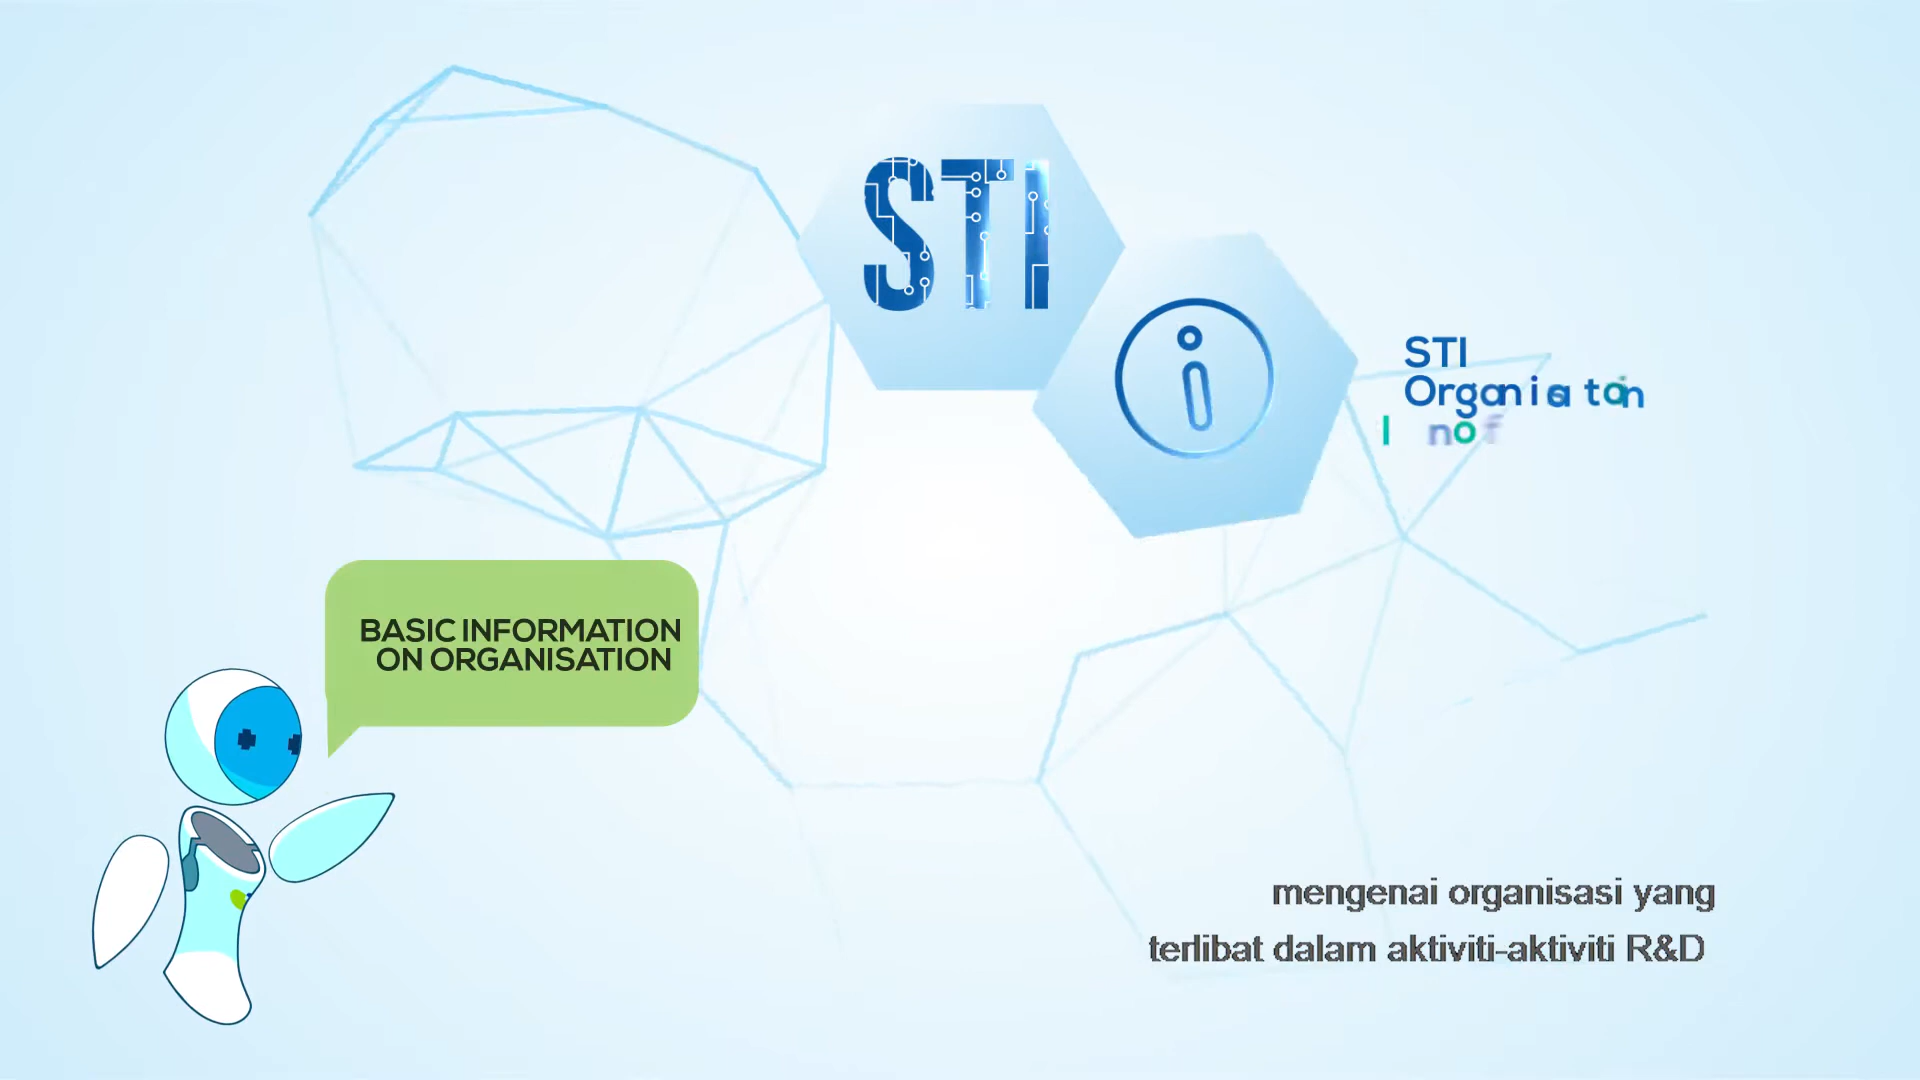 STI
STI
BASIC INFORMATION
ON ORGANISATION
mengenai organisasi yang
terlibat dalam aktiviti-aktiviti R&D